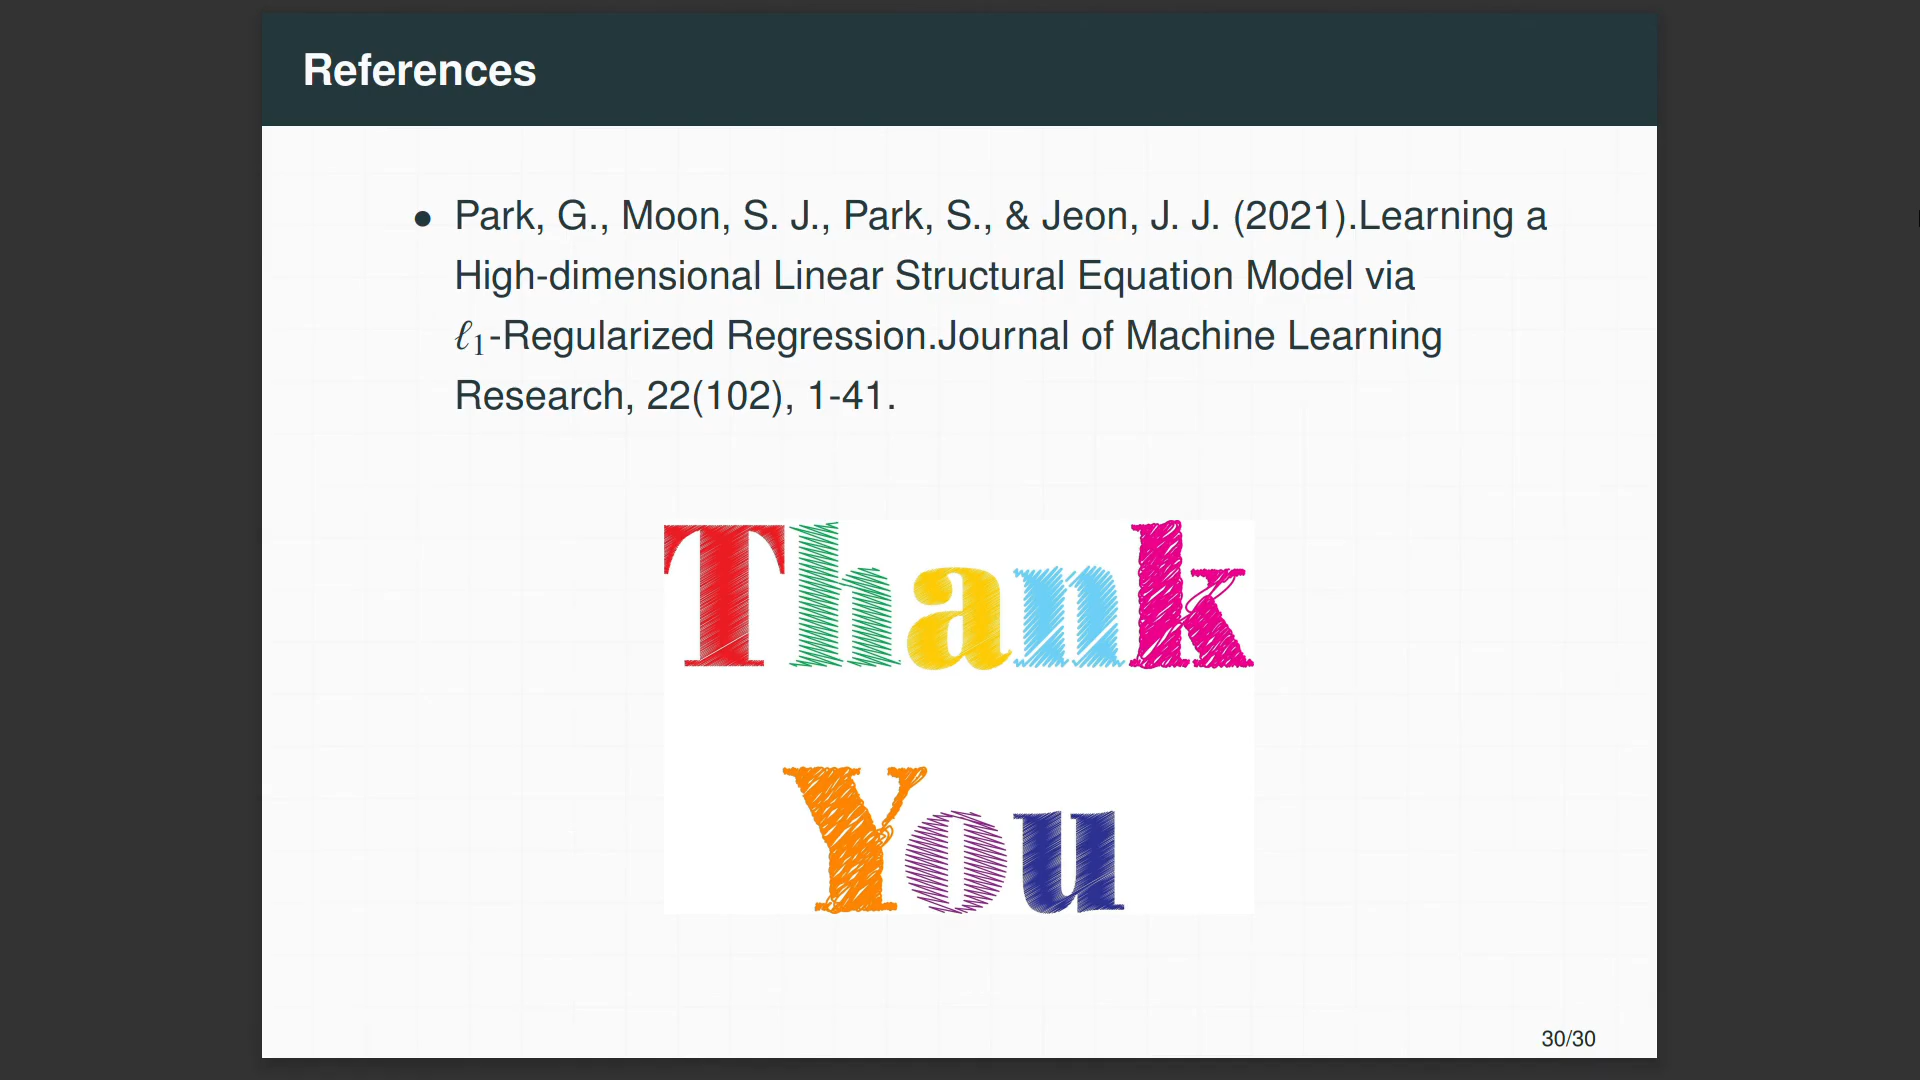 References
• Park, G., Moon, S. J., Park, S., & Jeon, J. J. (2021).Learning a
High-dimensional Linear Structural Equation Model via
ℓ₁-Regularized Regression.Journal of Machine Learning
Research, 22(102), 1-41.
Thank
You
30/30